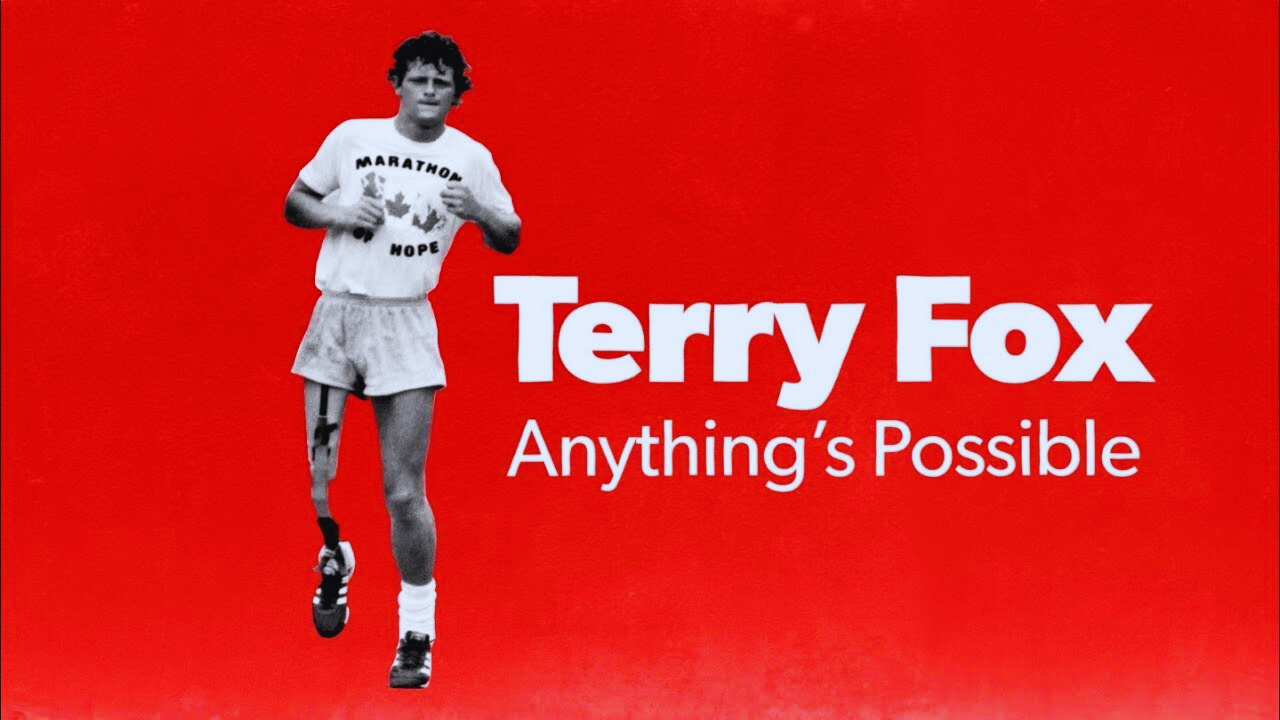 MARATHON
OF HOPE
Terry Fox
Anything’s Possible